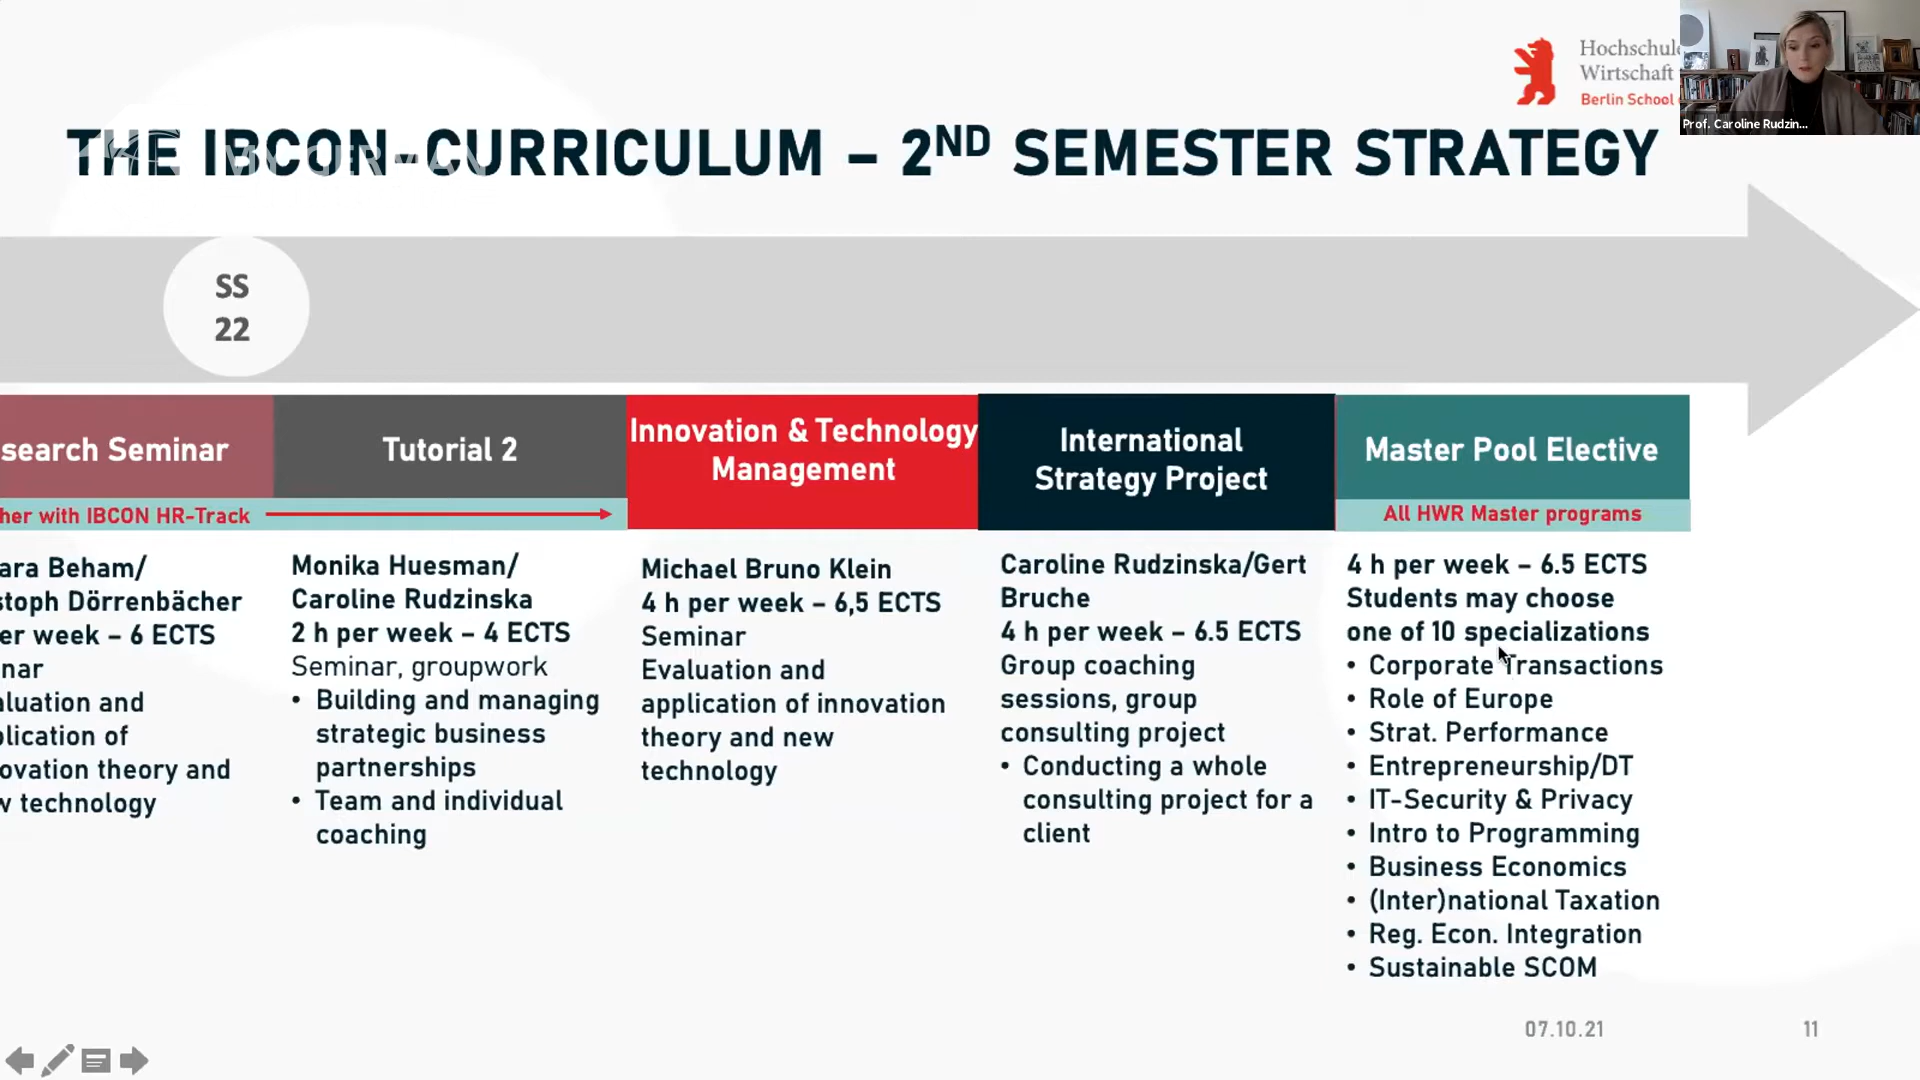 Hochschule
Wirtschaft
Berlin School
Prof. Caroline Rudzin...
THE IBCON-CURRICULUM – 2ND SEMESTER STRATEGY
MY GERMAN
SS
22
search Seminar
her with IBCON HR-Track
ara Beham/
stoph Dörrenbächer
er week – 6 ECTS
nar
luation and
lication of
ovation theory and
w technology
Tutorial 2
Monika Huesman/
Caroline Rudzinska
2 h per week – 4 ECTS
Seminar, groupwork
• Building and managing
strategic business
partnerships
• Team and individual
coaching
Innovation & Technology
Management
Michael Bruno Klein
4 h per week – 6,5 ECTS
Seminar
Evaluation and
application of innovation
theory and new
technology
International
Strategy Project
Caroline Rudzinska/Gert
Bruche
4 h per week – 6.5 ECTS
Group coaching
sessions, group
consulting project
• Conducting a whole
consulting project for a
client
Master Pool Elective
All HWR Master programs
4 h per week – 6.5 ECTS
Students may choose
one of 10 specializations
• Corporate Transactions
• Role of Europe
• Strat. Performance
• Entrepreneurship/DT
• IT-Security & Privacy
• Intro to Programming
• Business Economics
• (Inter)national Taxation
• Reg. Econ. Integration
• Sustainable SCOM
07.10.21
11